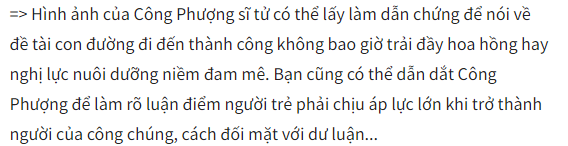 => Hình ảnh của Công Phượng sĩ tử có thể lấy làm dẫn chứng để nói về
đề tài con đường đi đến thành công không bao giờ trải đầy hoa hồng hay
nghị lực nuôi dưỡng niềm đam mê. Bạn cũng có thể dẫn dắt Công
Phượng để làm rõ luận điểm người trẻ phải chịu áp lực lớn khi trở thành
người của công chúng, cách đối mặt với dư luận...